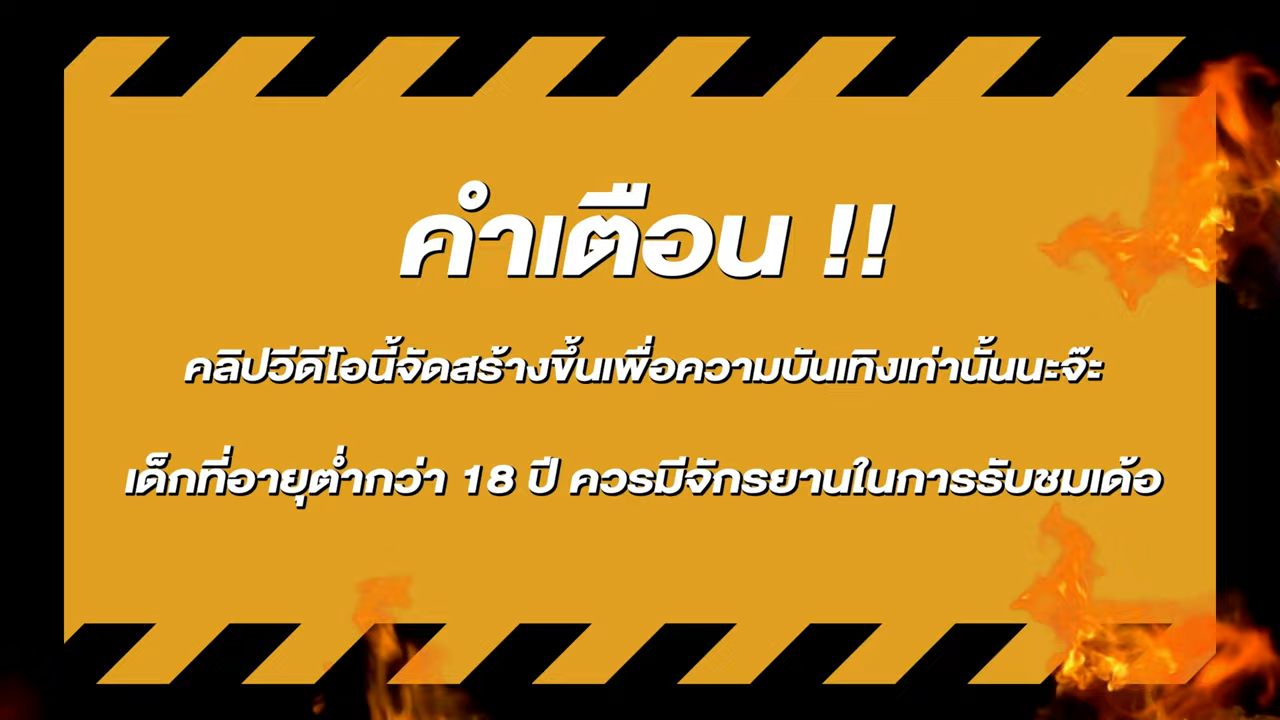 คำเตือน !!
คลิปวีดีโอนี้จัดสร้างขึ้นเพื่อความบันเทิงเท่านั้นนะจ๊ะ
เด็กที่อายุต่ำกว่า 18 ปี ควรมีจักรยานในการรับชมเด้อ